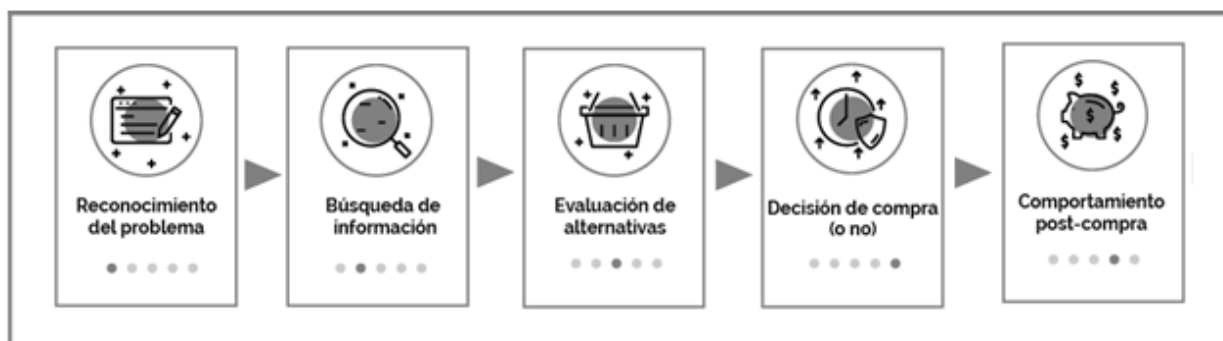 Reconocimiento
del problema
Búsqueda de
información
Evaluación de
alternativas
Decisión de compra
(o no)
Comportamiento
post-compra